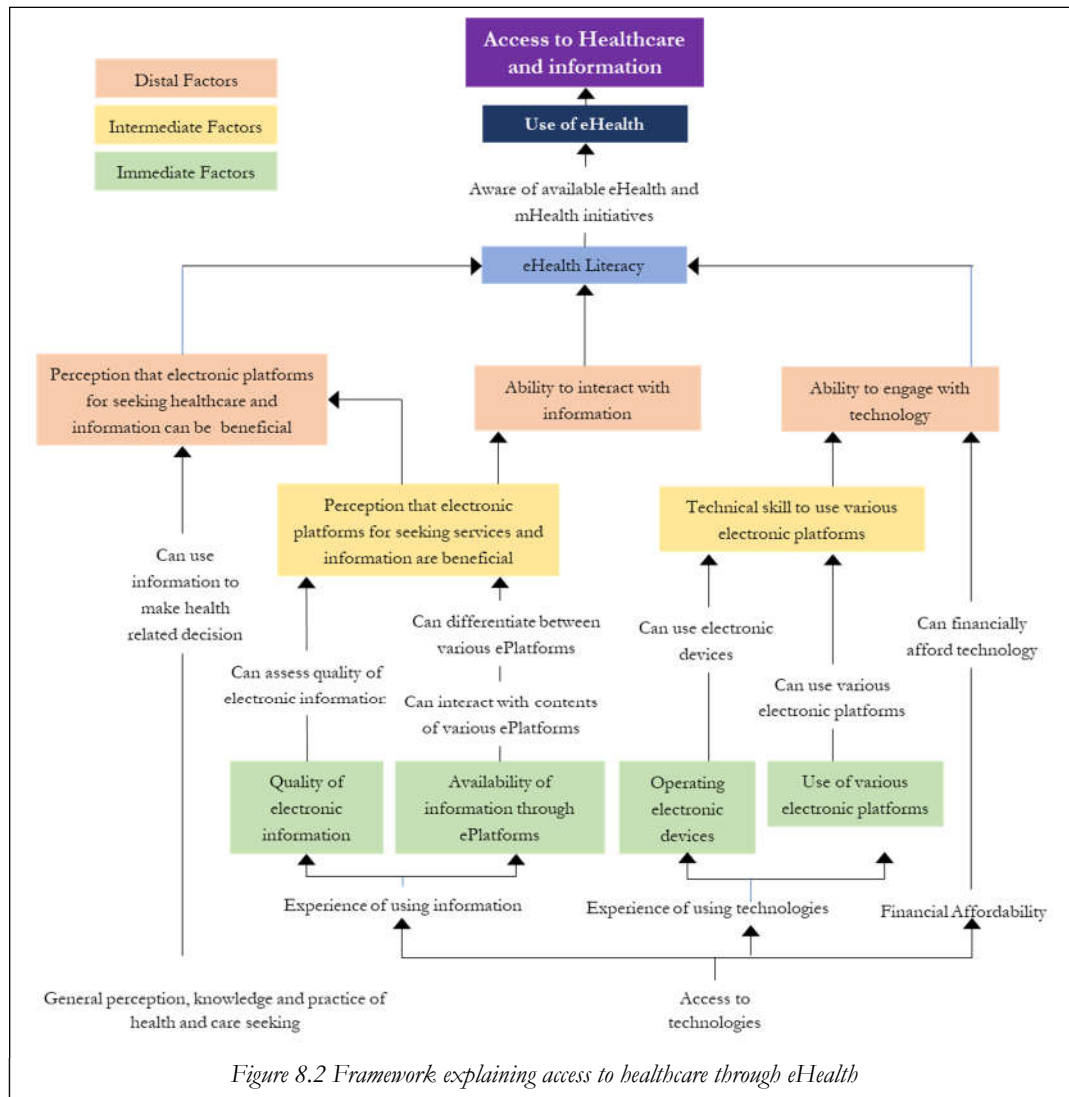 Access to Healthcare
and information
Distal Factors
Intermediate Factors
Immediate Factors
Use of eHealth
Aware of available eHealth and
mHealth initiatives
eHealth Literacy
Perception that electronic platforms
for seeking healthcare and
information can be beneficial
Ability to interact with
information
Ability to engage with
technology
Perception that electronic
platforms for seeking services and
information are beneficial
Technical skill to use various
electronic platforms
Can use
information to
make health
related decision
Can differentiate between
various ePlatforms
Can use electronic
devices
Can financially
afford technology
Can assess quality of
electronic information
Can interact with contents
of various ePlatforms
Can use various
electronic platforms
Quality of
electronic
information
Availability of
information through
ePlatforms
Operating
electronic
devices
Use of various
electronic platforms
Experience of using information
Experience of using technologies
Financial Affordability
General perception, knowledge and practice of
health and care seeking
Access to
technologies
Figure 8.2 Framework explaining access to healthcare through eHealth